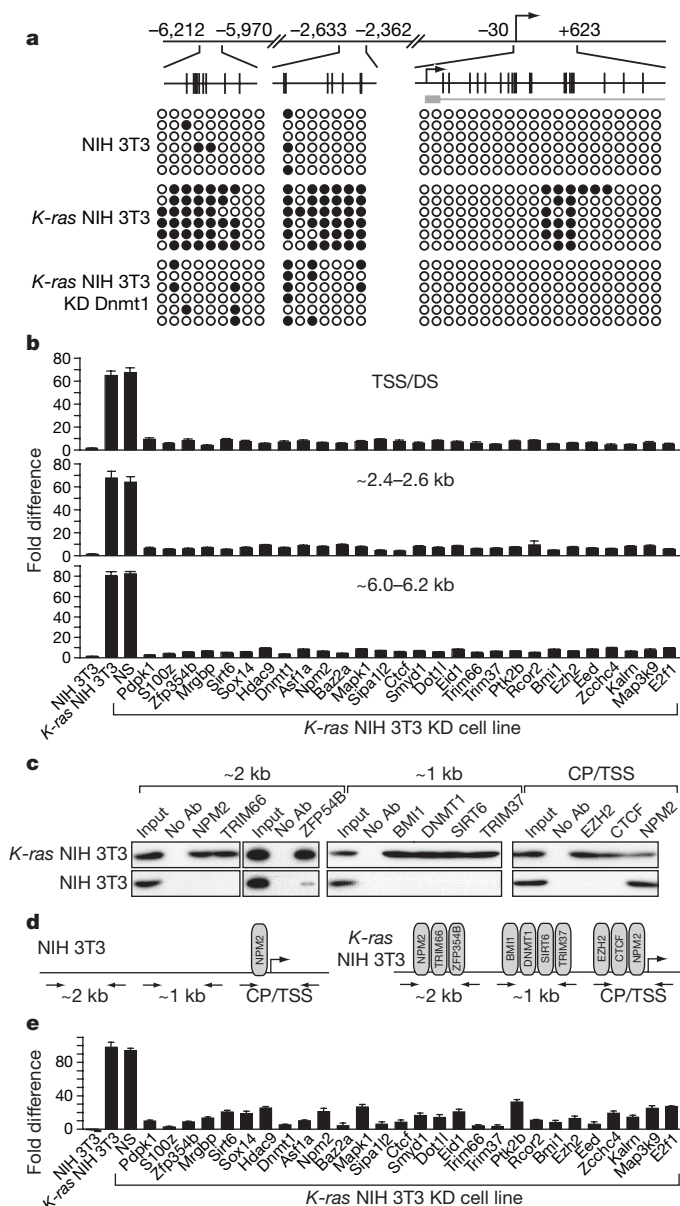 a
−6,212 −5,970 −2,633 −2,362 −30 +623
NIH 3T3
K-ras NIH 3T3
K-ras NIH 3T3
KD Dnmt1
b
Fold difference
80
60
40
20
0
TSS/DS
80
60
40
20
0
~2.4–2.6 kb
80
60
40
20
0
~6.0–6.2 kb
NIH 3T3
K-ras NIH 3T3
NS
Pdpk1
S100z
Zfp354b
Mrgbp
Sirt6
Sox14
Hdac9
Dnmt1
Asf1a
Npm2
Baz2a
Mapk1
Sipa1l2
Ctcf
Smyd1
Dot1l
Eid1
Trim66
Trim37
Ptk2b
Rcor2
Bmi1
Ezh2
Eed
Zcchc4
Kalrn
Map3k9
E2f1
K-ras NIH 3T3 KD cell line
c
~2 kb ~1 kb CP/TSS
Input
No Ab
NPM2
TRIM66
Input
No Ab
ZFP54B
Input
No Ab
BMI1
DNMT1
SIRT6
TRIM37
Input
No Ab
EZH2
CTCF
NPM2
K-ras NIH 3T3
NIH 3T3
d
NIH 3T3
NPM2
~2 kb ~1 kb CP/TSS
K-ras
NIH 3T3
NPM2
TRIM66
ZFP354B
BMI1
DNMT1
SIRT6
TRIM37
EZH2
CTCF
NPM2
~2 kb ~1 kb CP/TSS
e
Fold difference
80
40
0
NIH 3T3
K-ras NIH 3T3
NS
Pdpk1
S100z
Zfp354b
Mrgbp
Sirt6
Sox14
Hdac9
Dnmt1
Asf1a
Npm2
Baz2a
Mapk1
Sipa1l2
Ctcf
Smyd1
Dot1l
Eid1
Trim66
Trim37
Ptk2b
Rcor2
Bmi1
Ezh2
Eed
Zcchc4
Kalrn
Map3k9
E2f1
K-ras NIH 3T3 KD cell line